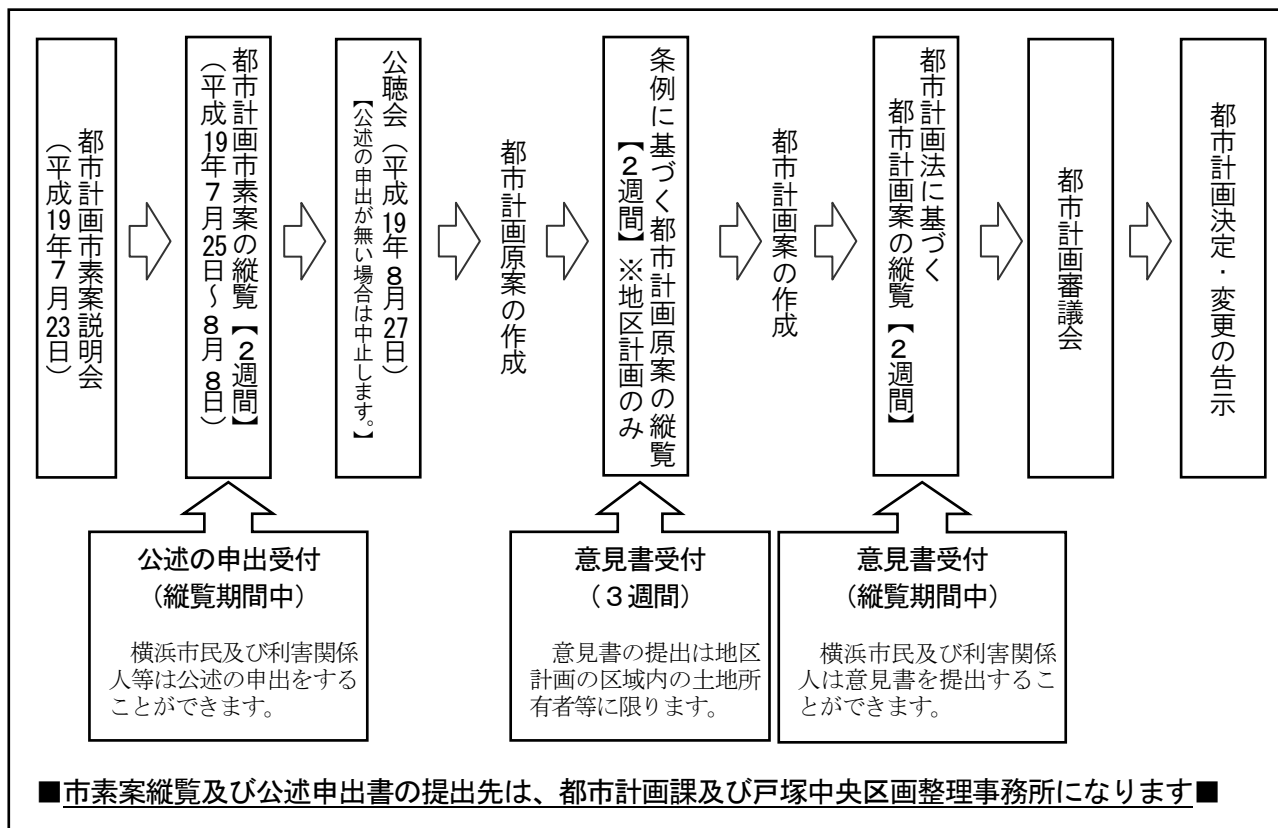 都市計画市素案説明会
（平成19年7月23日）
都市計画市素案の縦覧【２週間】
（平成19年7月25日～８月８日）
公聴会（平成19年８月27日）
【公述の申出が無い場合は中止します。】
都市計画原案の作成
条例に基づく都市計画原案の縦覧
【２週間】※地区計画のみ
都市計画案の作成
都市計画法に基づく
都市計画案の縦覧【２週間】
都市計画審議会
都市計画決定・変更の告示
公述の申出受付
（縦覧期間中）
横浜市民及び利害関係
人等は公述の申出をする
ことができます。
意見書受付
（３週間）
意見書の提出は地区
計画の区域内の土地所
有者等に限ります。
意見書受付
（縦覧期間中）
横浜市民及び利害関係
人は意見書を提出するこ
とができます。
■市素案縦覧及び公述申出書の提出先は、都市計画課及び戸塚中央区画整理事務所になります■